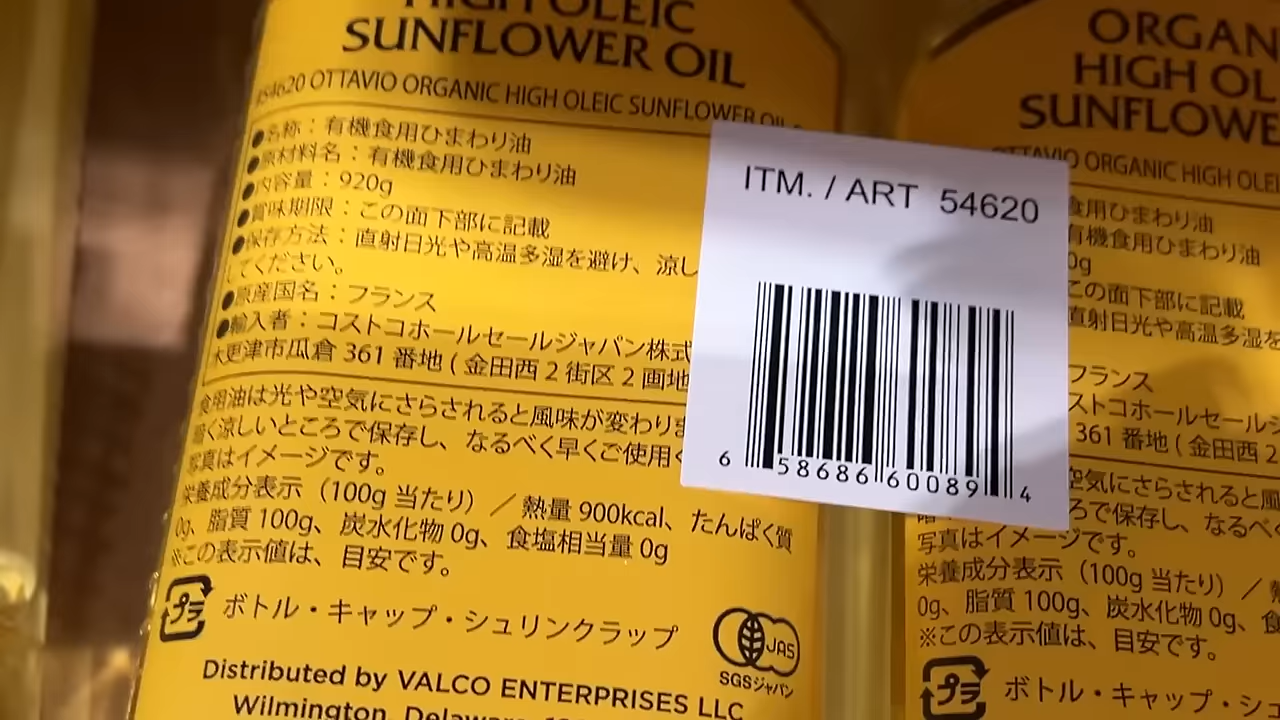 HIGH OLEIC
SUNFLOWER OIL
#54620 OTTAVIO ORGANIC HIGH OLEIC SUNFLOWER OIL
●名称：有機食用ひまわり油
●原材料名：有機食用ひまわり油
●内容量：920g
●賞味期限：この面下部に記載
●保存方法：直射日光や高温多湿を避け、涼し
してください。
●原産国名：フランス
●輸入者：コストコホールセールジャパン株式
木更津市瓜倉 361 番地 ( 金田西 2 街区 2 画地
食用油は光や空気にさらされると風味が変わりま
暗く涼しいところで保存し、なるべく早くご使用く
写真はイメージです。
栄養成分表示（100g 当たり）／熱量 900kcal、たんぱく質
0g、脂質 100g、炭水化物 0g、食塩相当量 0g
※この表示値は、目安です。
プラ ボトル・キャップ・シュリンクラップ
JAS
SGSジャパン
Distributed by VALCO ENTERPRISES LLC
Wilmington, Delaware
ITM. / ART 54620
6 58686 60089 4
ORGAN
HIGH OL
SUNFLOWE
OTTAVIO ORGANIC HIGH OLEI
食用ひまわり油
有機食用ひまわり油
0g
この面下部に記載
直射日光や高温多湿を
フランス
ストコホールセールジ
361 番地 ( 金田西 2
空気にさらされると風
ろで保存し、なるべく
写真はイメージです。
栄養成分表示（100g 当たり）／
0g、脂質 100g、炭水化物 0g、
※この表示値は、目安です。
プラ ボトル・キャップ・シュ